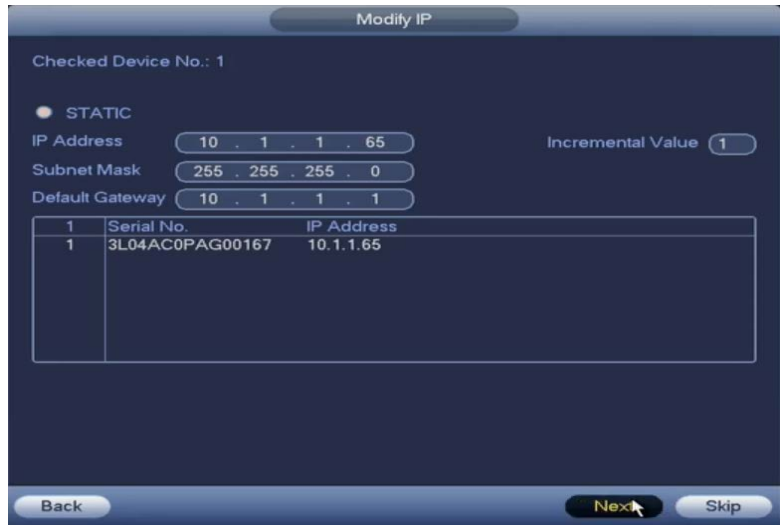 Modify IP
Checked Device No.: 1
STATIC
IP Address 10 . 1 . 1 . 65 Incremental Value 1
Subnet Mask 255 . 255 . 255 . 0
Default Gateway 10 . 1 . 1 . 1
1 Serial No. IP Address
1 3L04AC0PAG00167 10.1.1.65
Back Next Skip